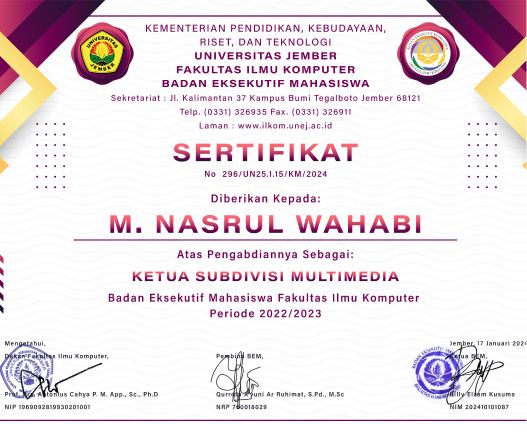 KEMENTERIAN PENDIDIKAN, KEBUDAYAAN,
RISET, DAN TEKNOLOGI
UNIVERSITAS JEMBER
FAKULTAS ILMU KOMPUTER
BADAN EKSEKUTIF MAHASISWA
Sekretariat : Jl. Kalimantan 37 Kampus Bumi Tegalboto Jember 68121
Telp. (0331) 326935 Fax. (0331) 326911
Laman : www.ilkom.unej.ac.id
UNIVERSITAS
JEMBER
SERTIFIKAT
No 296/UN25.1.15/KM/2024
Diberikan Kepada:
M. NASRUL WAHABI
Atas Pengabdiannya Sebagai:
KETUA SUBDIVISI MULTIMEDIA
Badan Eksekutif Mahasiswa Fakultas Ilmu Komputer
Periode 2022/2023
Mengetahui,
Dekan Fakultas Ilmu Komputer,
Prof. Antonius Cahya P. M. App., Sc., Ph.D
NIP 196909281993020 1001
Pembina BEM,
Qurrota A'yuni Ar Ruhimat, S.Pd., M.Sc
NRP 760018029
Jember, 17 Januari 2024
Ketua BEM,
Billy Elsam Kusuma
NIM 202410101087